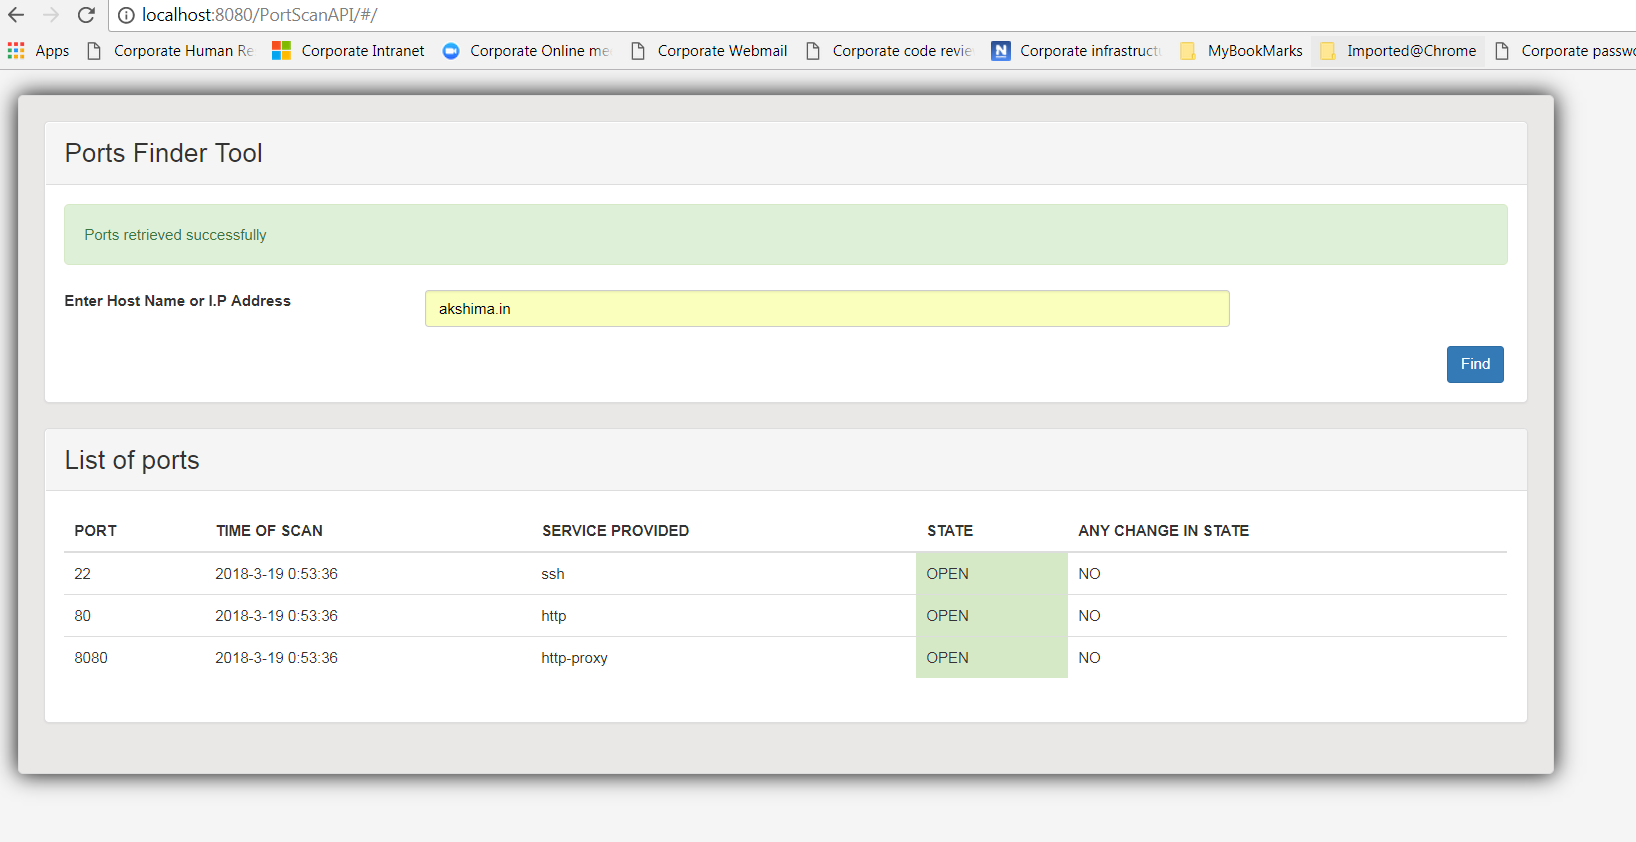 localhost:8080/PortScanAPI/#/
Apps Corporate Human Re Corporate Intranet Corporate Online me Corporate Webmail Corporate code revie N Corporate infrastructu MyBookMarks Imported@Chrome Corporate passwo
Ports Finder Tool
Ports retrieved successfully
Enter Host Name or I.P Address akshima.in
Find
List of ports
PORT TIME OF SCAN SERVICE PROVIDED STATE ANY CHANGE IN STATE
22 2018-3-19 0:53:36 ssh OPEN NO
80 2018-3-19 0:53:36 http OPEN NO
8080 2018-3-19 0:53:36 http-proxy OPEN NO